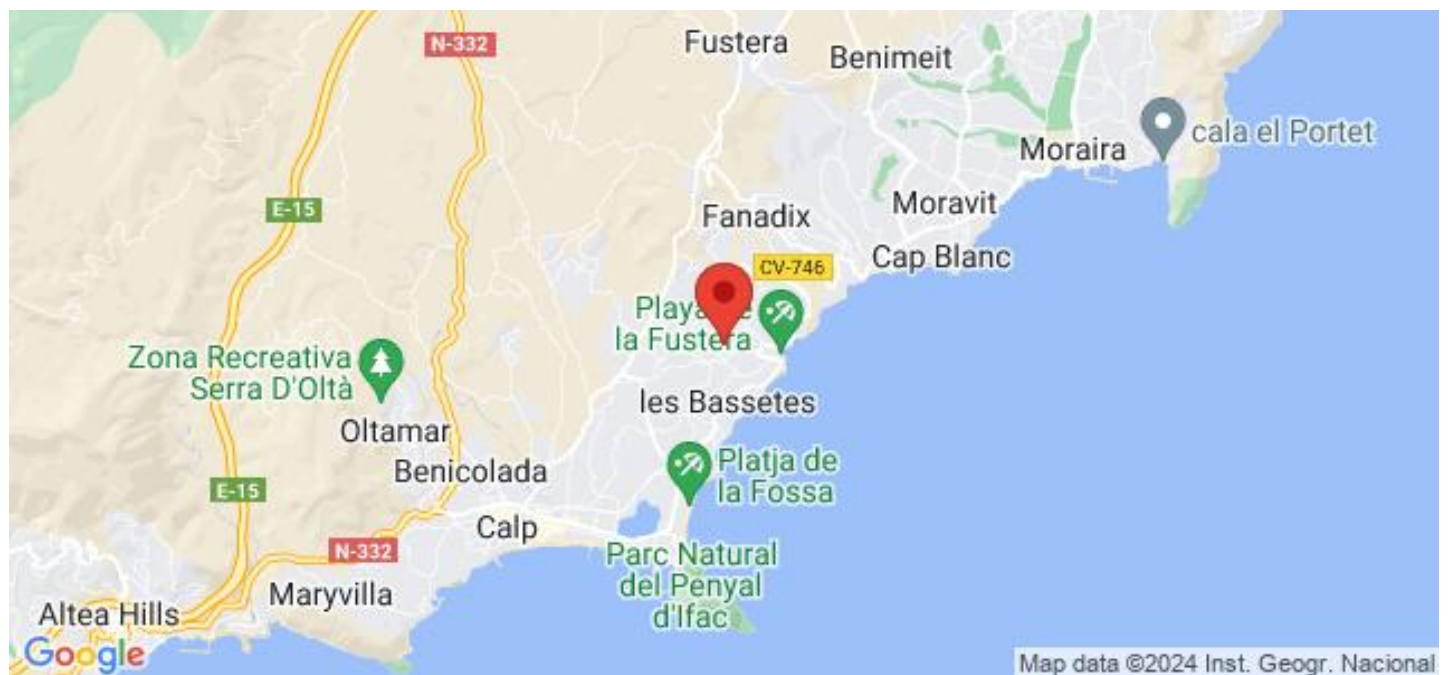 N-332
Fustera
Benimeit
cala el Portet
Moraira
E-15
Moravit
Fanadix
Cap Blanc
CV-746
Playa de
la Fustera
Zona Recreativa
Serra D'Oltà
les Bassetes
Oltamar
Benicolada
Platja de
la Fossa
E-15
Calp
N-332
Parc Natural
del Penyal
d'Ifac
Maryvilla
Altea Hills
Google
Map data ©2024 Inst. Geogr. Nacional